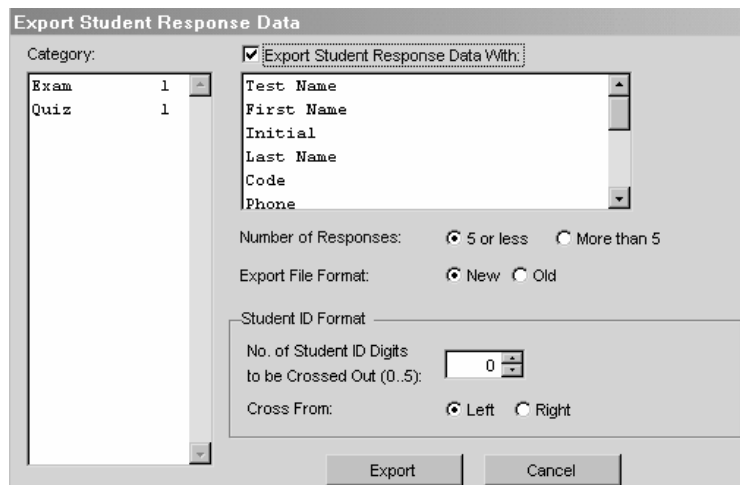 Export Student Response Data
Category:
Exam 1
Quiz 1
Export Student Response Data With:
Test Name
First Name
Initial
Last Name
Code
Phone
Number of Responses: 5 or less More than 5
Export File Format: New Old
Student ID Format
No. of Student ID Digits
to be Crossed Out (0..5): 0
Cross From: Left Right
Export Cancel